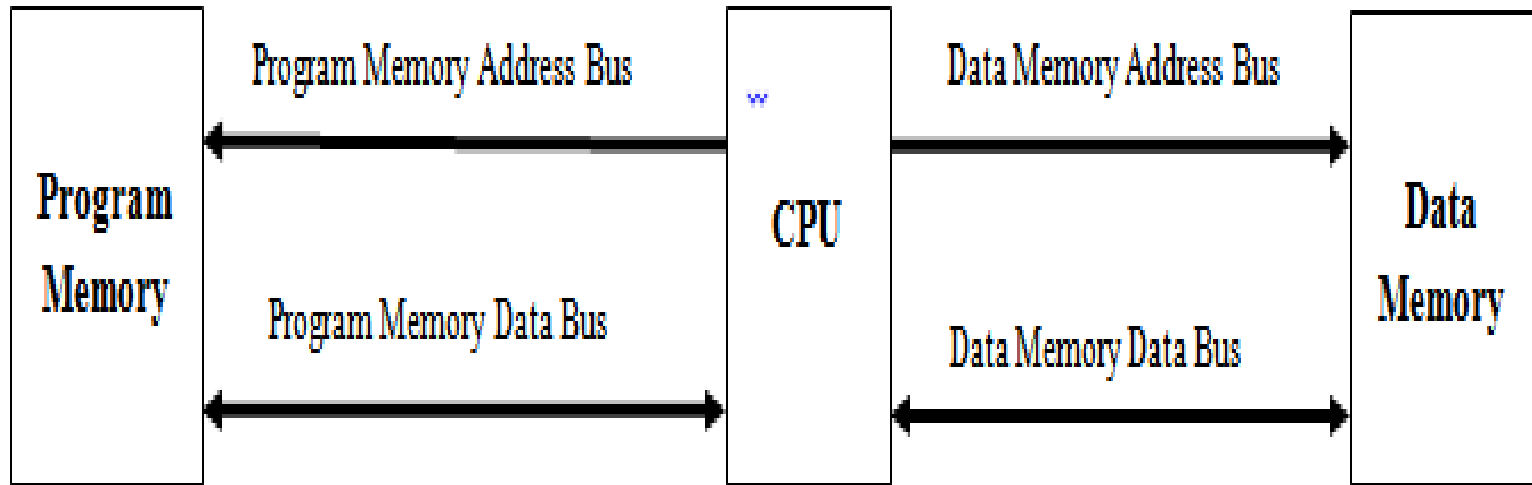 Program Memory Address Bus
Data Memory Address Bus
w
Program
Memory
CPU
Data
Memory
Program Memory Data Bus
Data Memory Data Bus